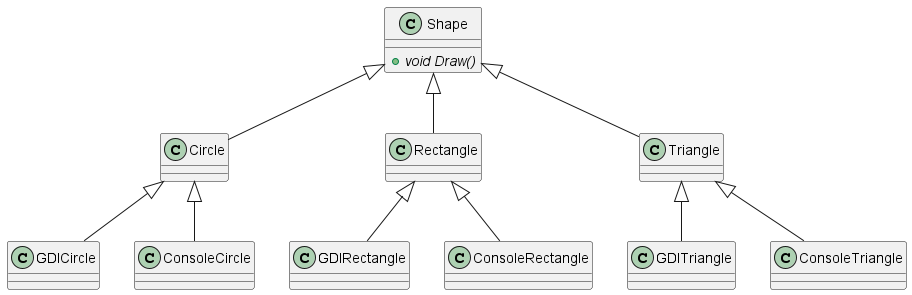 C Shape
void Draw()
C Circle
C Rectangle
C Triangle
C GDICircle
C ConsoleCircle
C GDIRectangle
C ConsoleRectangle
C GDITriangle
C ConsoleTriangle